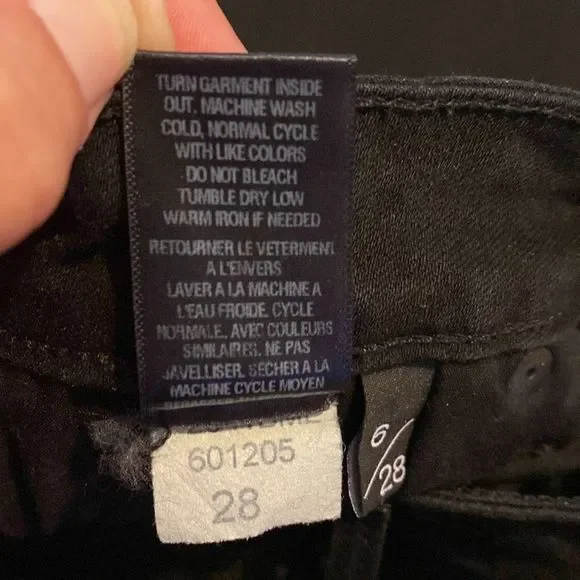 TURN GARMENT INSIDE
OUT. MACHINE WASH
COLD, NORMAL CYCLE
WITH LIKE COLORS
DO NOT BLEACH
TUMBLE DRY LOW
WARM IRON IF NEEDED
RETOURNER LE VETERMENT
A L'ENVERS
LAVER A LA MACHINE A
L'EAU FROIDE. CYCLE
NORMALE. AVEC COULEURS
SIMILAIRES. NE PAS
JAVELLISER. SECHER A LA
MACHINE CYCLE MOYEN
601205
28
6/28